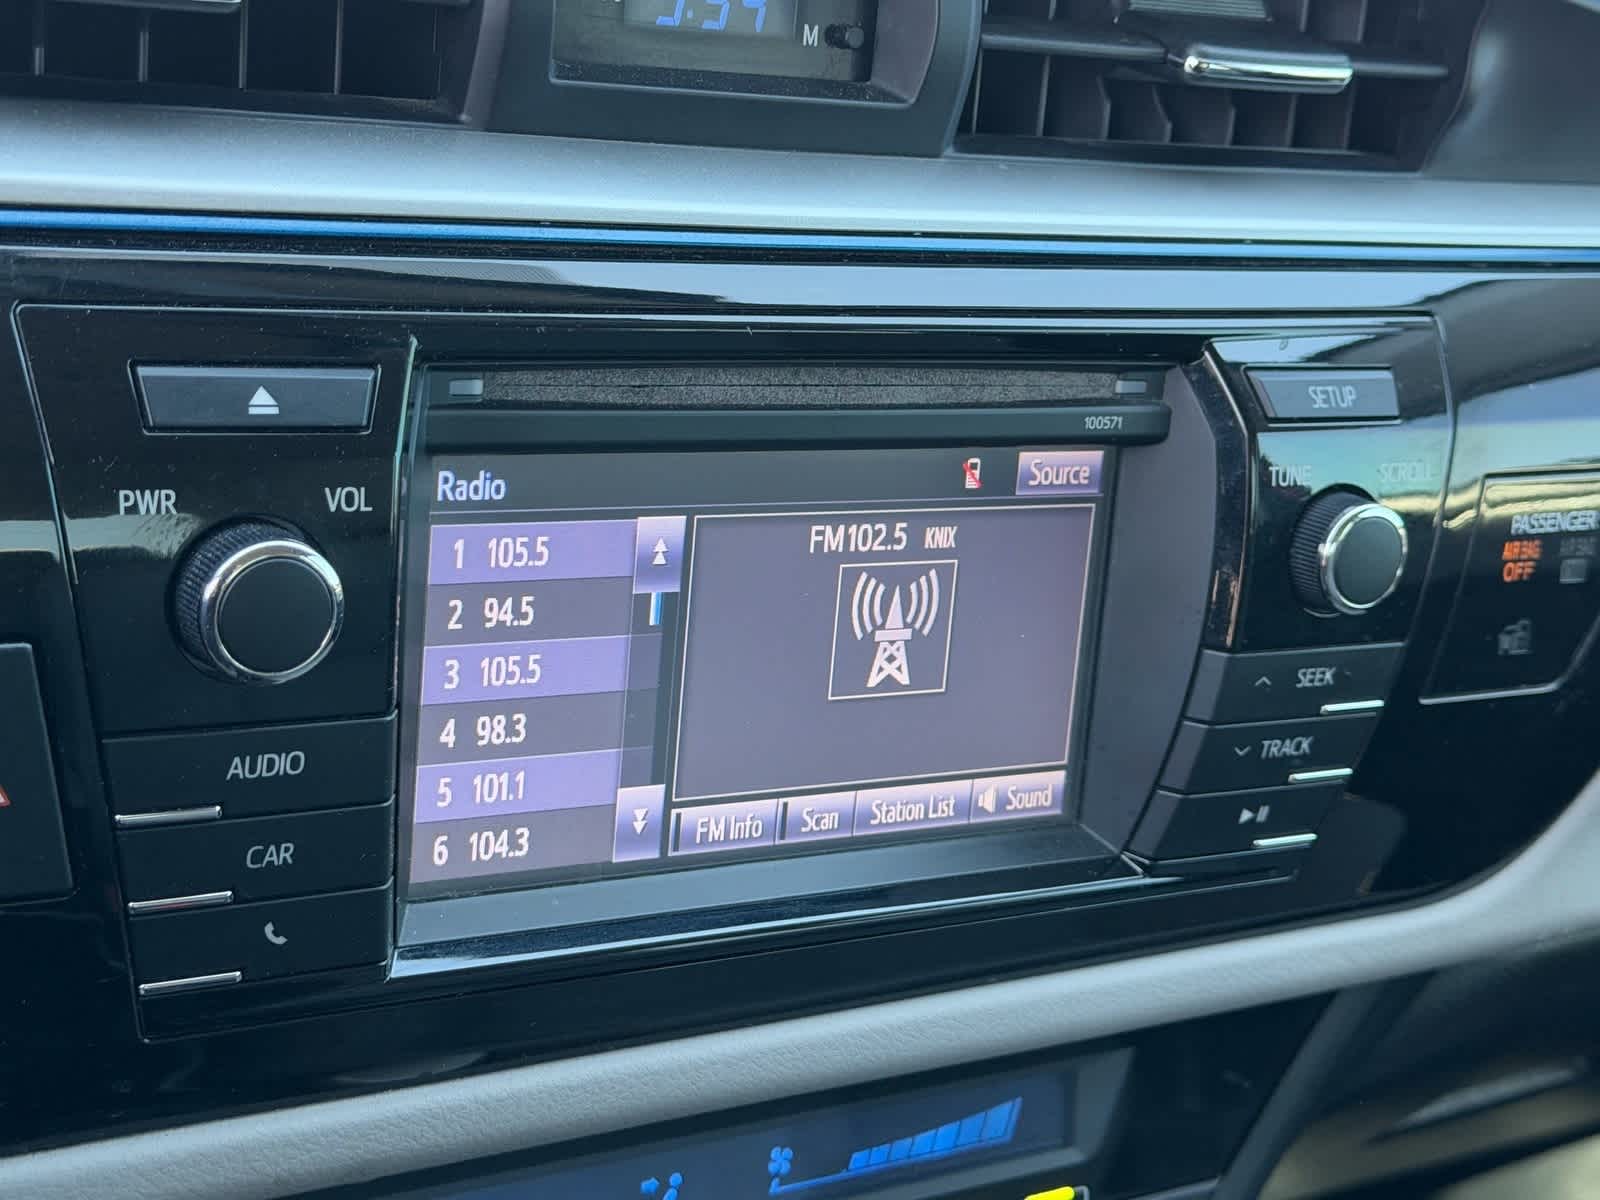 M
100571
SETUP
PWR
VOL
TUNE
SCROLL
PASSENGER
AIR BAG
OFF
AIR BAG
Radio
Source
FM102.5 KNIX
1 105.5
2 94.5
3 105.5
4 98.3
5 101.1
6 104.3
FM Info
Scan
Station List
Sound
AUDIO
CAR
SEEK
TRACK